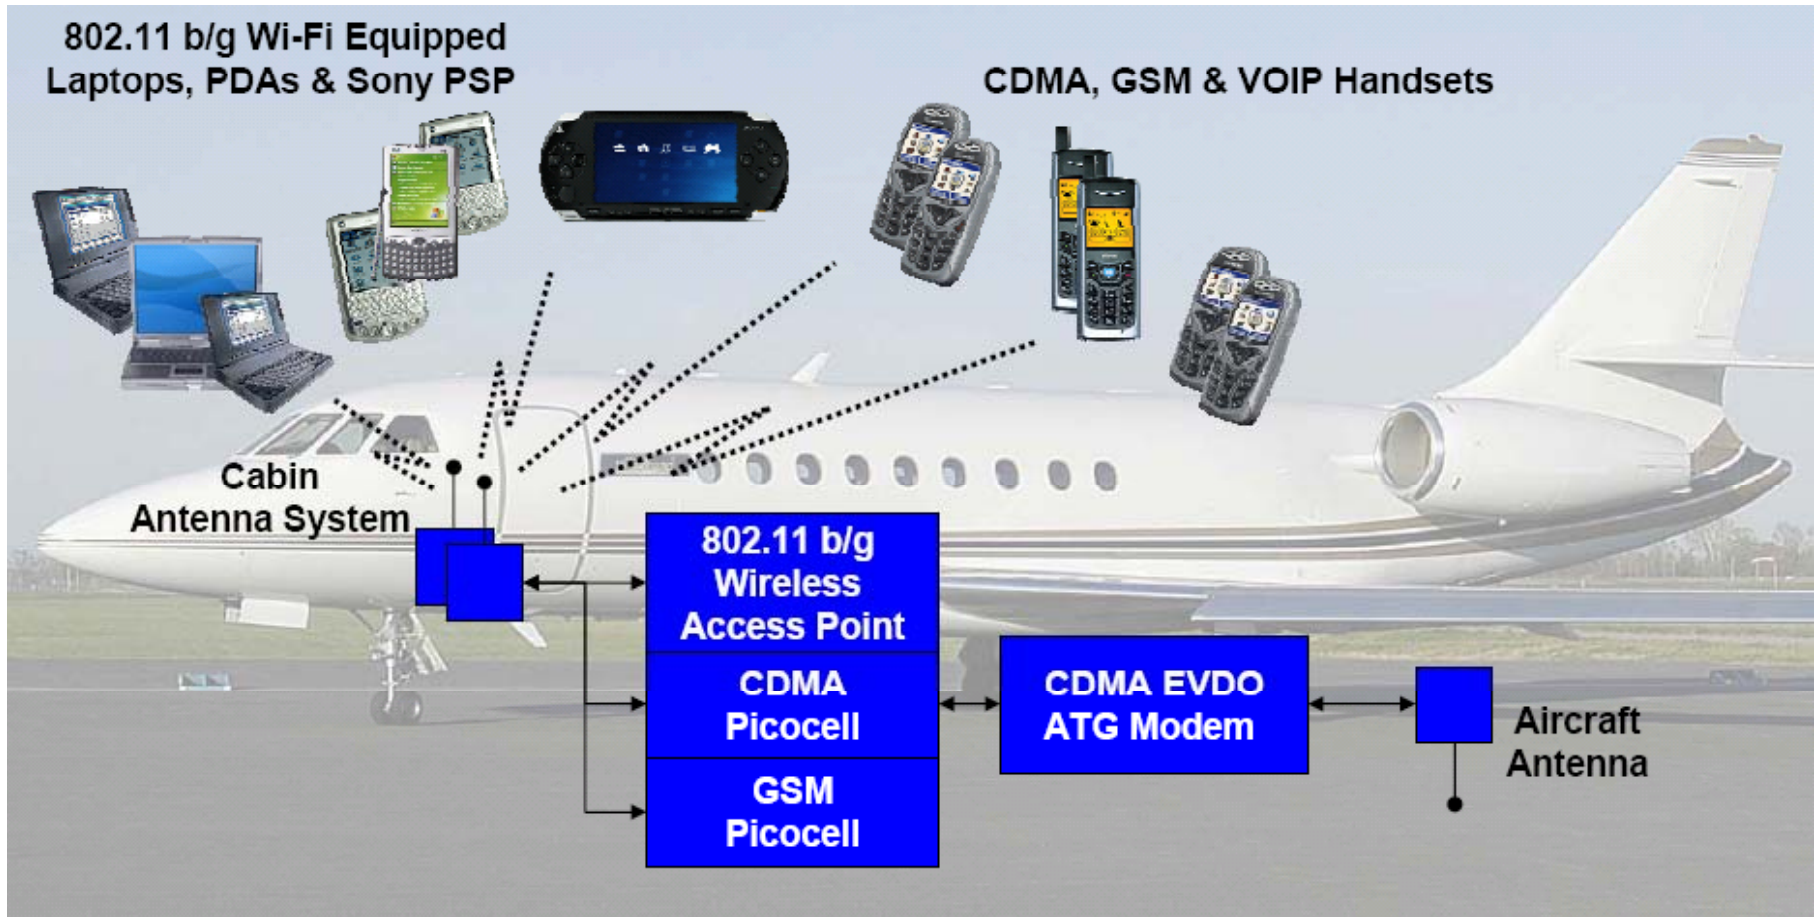 802.11 b/g Wi-Fi Equipped
Laptops, PDAs & Sony PSP
CDMA, GSM & VOIP Handsets
Cabin
Antenna System
802.11 b/g
Wireless
Access Point
CDMA
Picocell
GSM
Picocell
CDMA EVDO
ATG Modem
Aircraft
Antenna